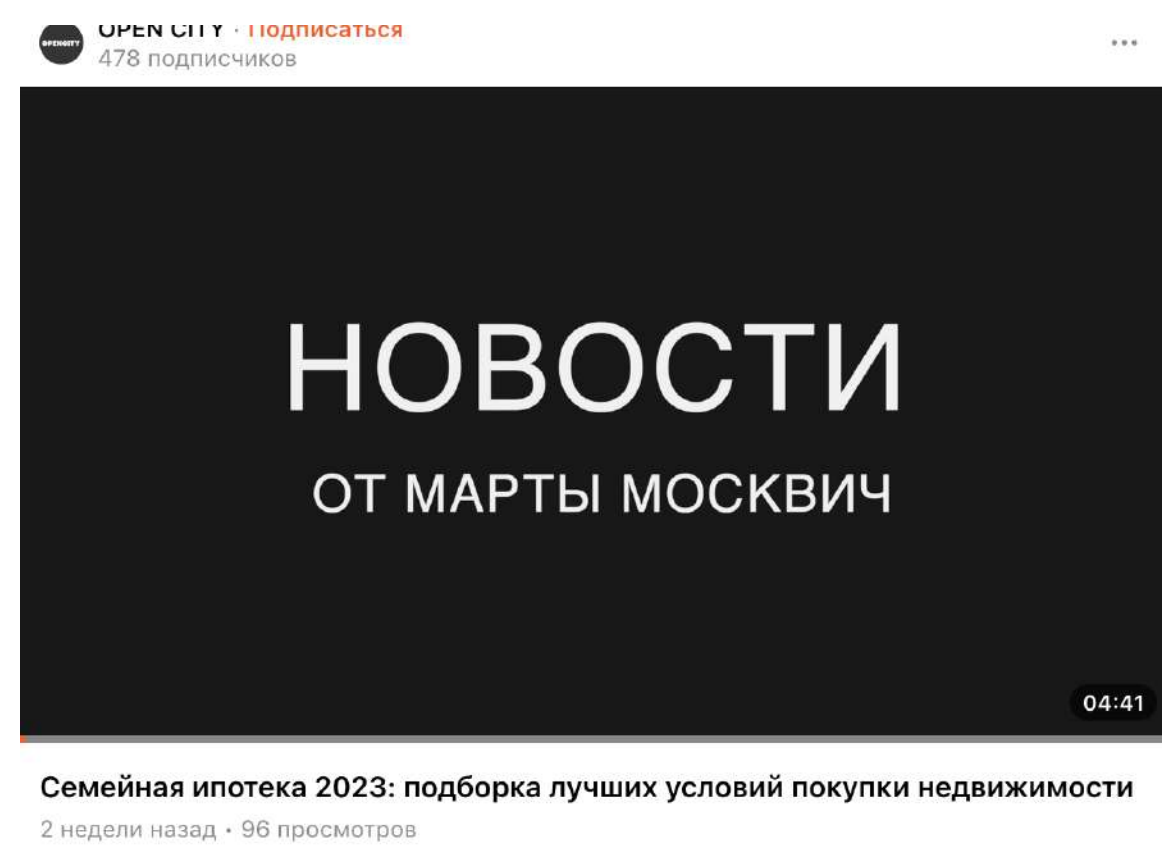 OPEN CITY · Подписаться
OPENCITY
478 подписчиков
НОВОСТИ
ОТ МАРТЫ МОСКВИЧ
04:41
Семейная ипотека 2023: подборка лучших условий покупки недвижимости
2 недели назад • 96 просмотров